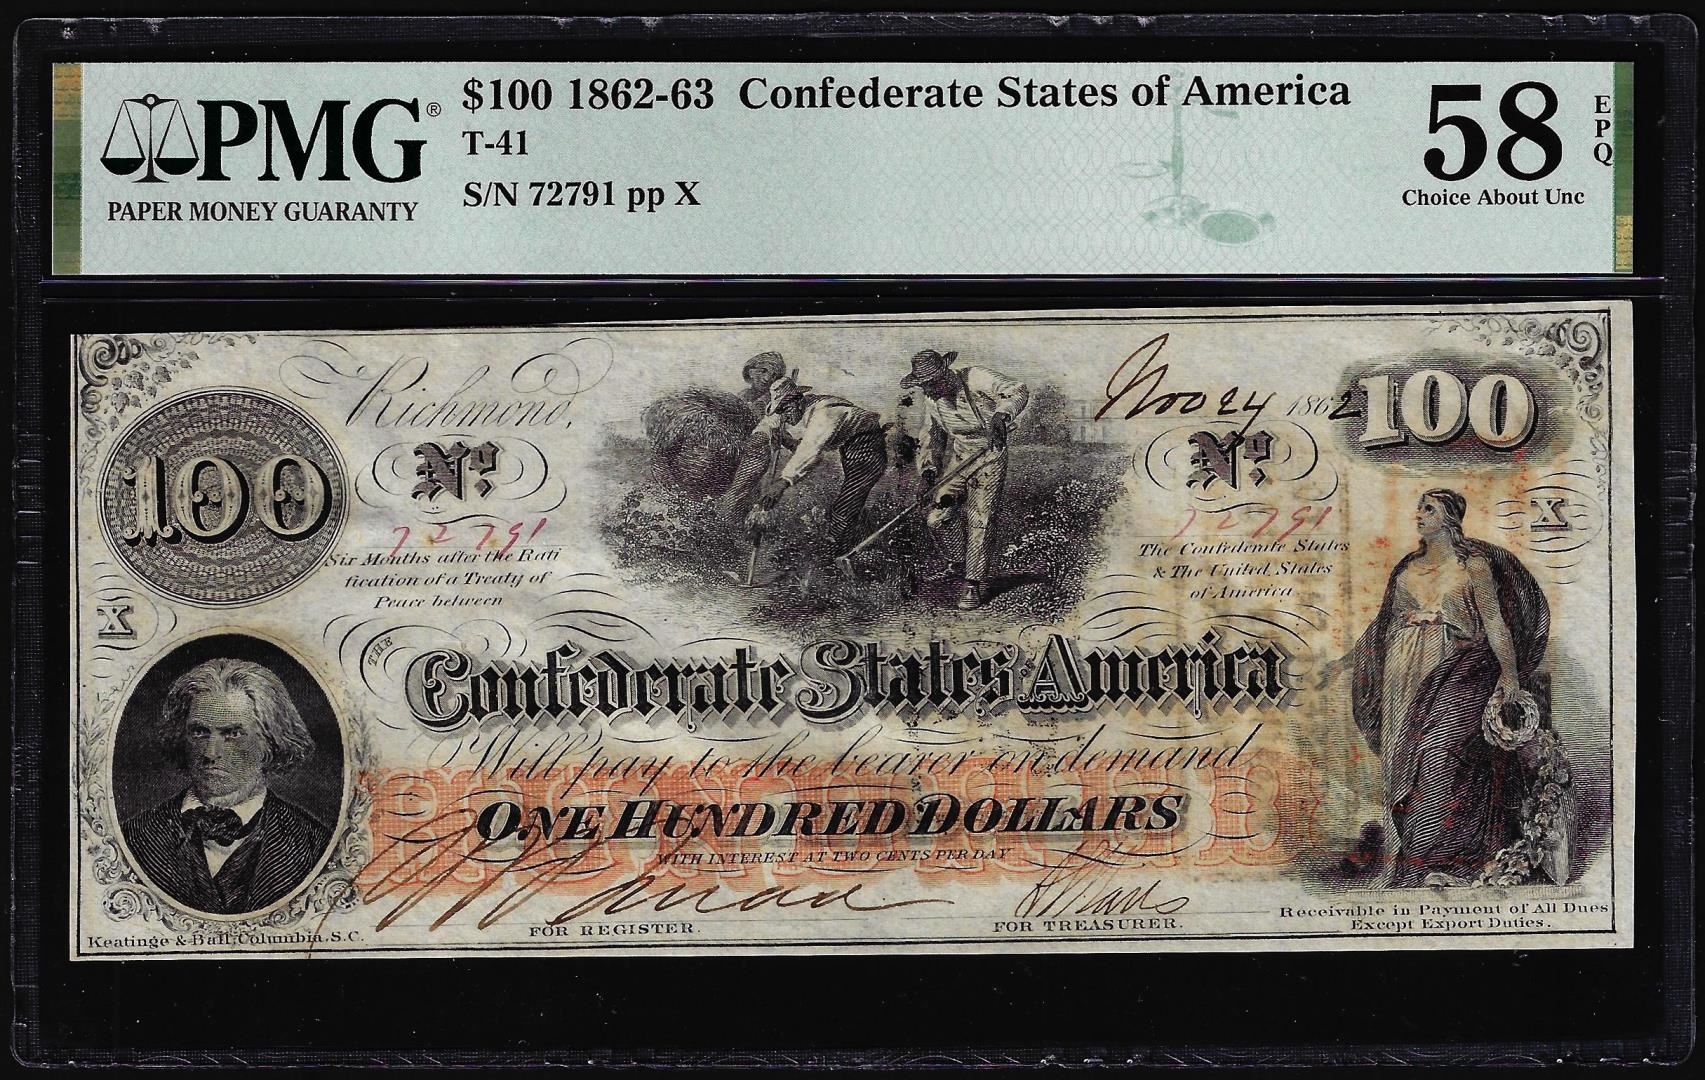 PMG®
PAPER MONEY GUARANTY
$100 1862-63 Confederate States of America
T-41
S/N 72791 pp X
58
EPQ
Choice About Unc
Richmond,
Nov 24 1862
100
100
No
No
72791
72791
Six Months after the Rati
fication of a Treaty of
Peace between
The Confederate States
& The United States
of America
X
X
THE
Confederate States of America
Will pay to the bearer on demand
ONE HUNDRED DOLLARS
WITH INTEREST AT TWO CENTS PER DAY
FOR REGISTER.
FOR TREASURER.
Receivable in Payment of All Dues
Except Export Duties.
Keatinge & Ball, Columbia, S.C.